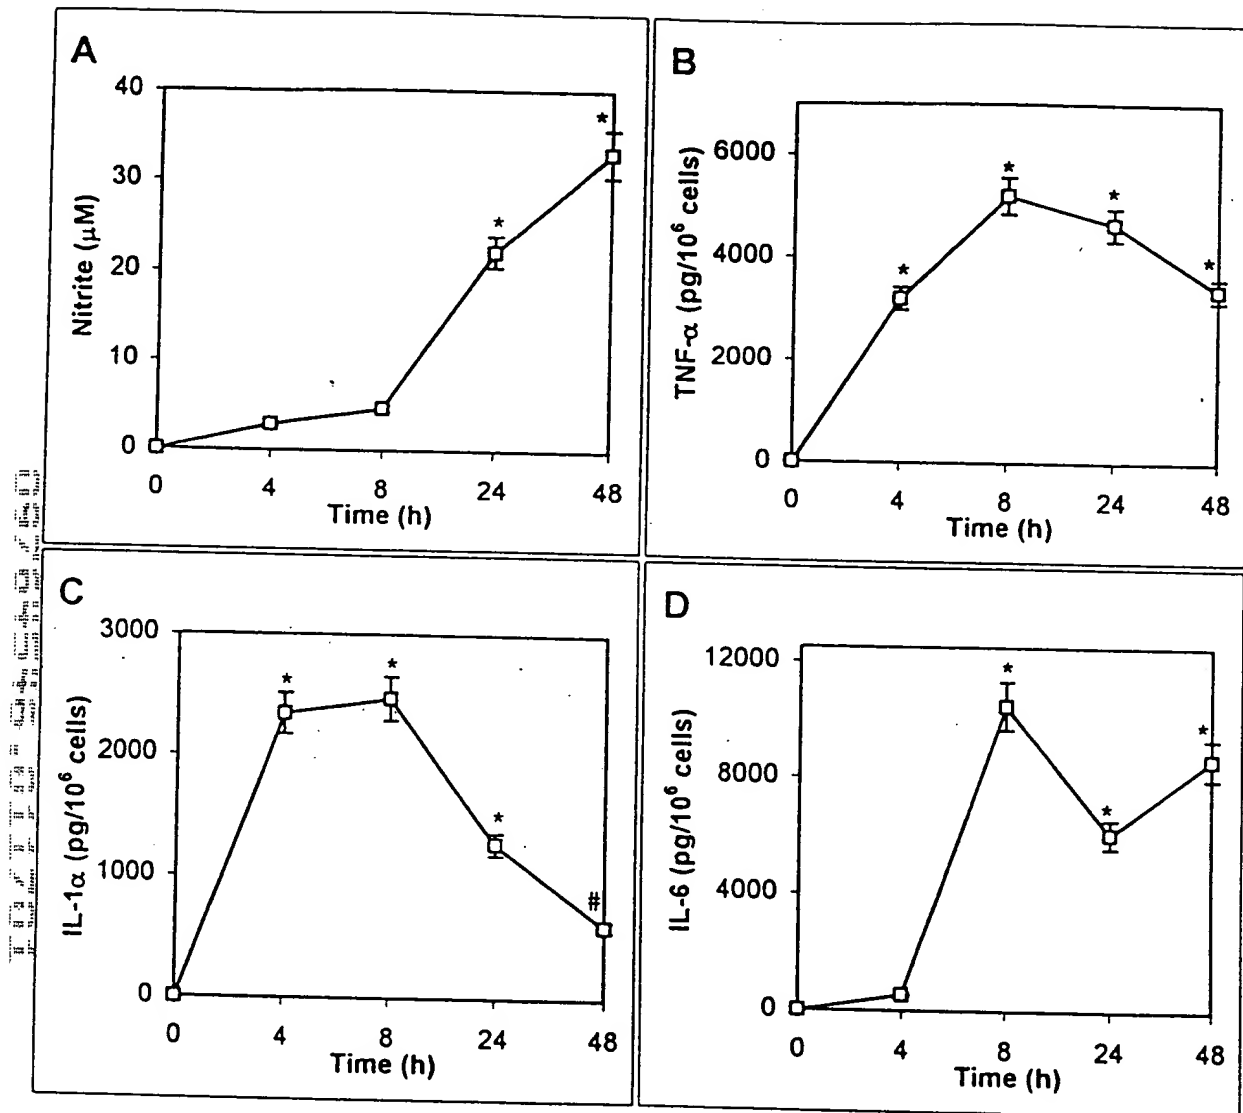 A
Nitrite (μM)
40
*
30
*
20
10
0
0 4 8 24 48
Time (h)
B
TNF-α (pg/10⁶ cells)
6000
*
*
4000
*
*
2000
0
0 4 8 24 48
Time (h)
C
IL-1α (pg/10⁶ cells)
3000
*
*
2000
*
1000
#
0
0 4 8 24 48
Time (h)
D
IL-6 (pg/10⁶ cells)
12000
*
*
8000
*
4000
0
0 4 8 24 48
Time (h)